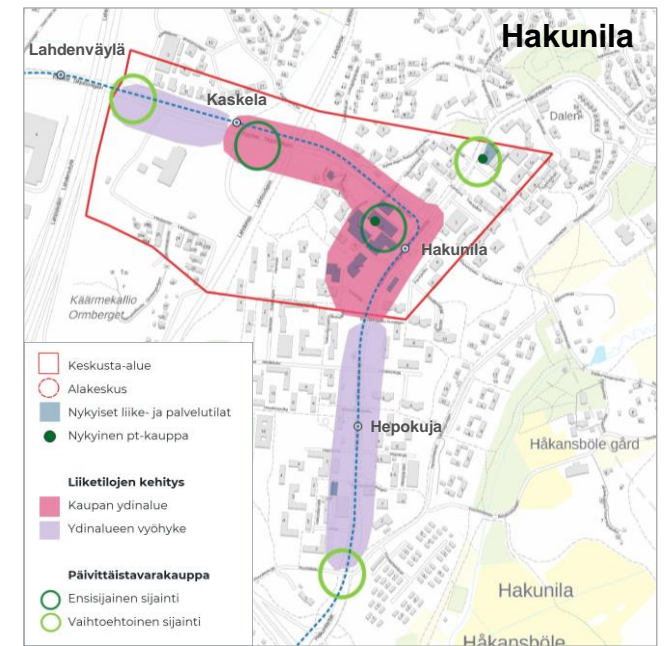 Hakunila
Lahdenväylä
Kaskela
Dalen
Hakunila
Käärmekallio
Ormberget
Hepokuja
Håkansböle gård
Hakunila
Håkansböle
Keskusta-alue
Alakeskus
Nykyiset liike- ja palvelutilat
Nykyinen pt-kauppa
Liiketilojen kehitys
Kaupan ydinalue
Ydinalueen vyöhyke
Päivittäistavarakauppa
Ensisijainen sijainti
Vaihtoehtoinen sijainti